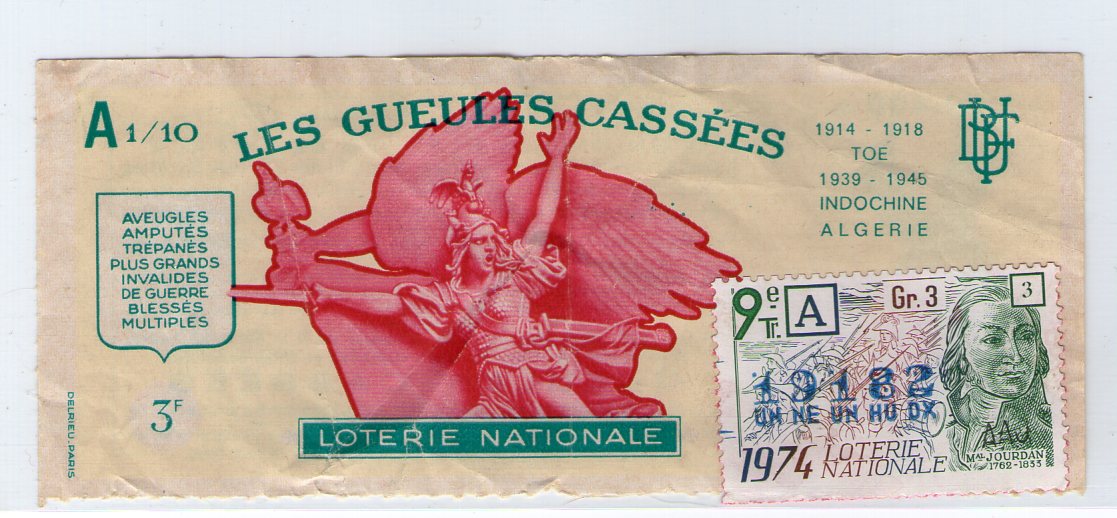 A 1/10
LES GUEULES CASSÉES
1914 - 1918
TOE
1939 - 1945
INDOCHINE
ALGERIE
AVEUGLES
AMPUTÉS
TRÉPANÉS
PLUS GRANDS
INVALIDES
DE GUERRE
BLESSÉS
MULTIPLES
3F
DELRIEU. PARIS
LOTERIE NATIONALE
9e Tr. A Gr. 3 3
19182
UN NE UN HU DX
1974 LOTERIE
NATIONALE
MAL JOURDAN
1762-1833